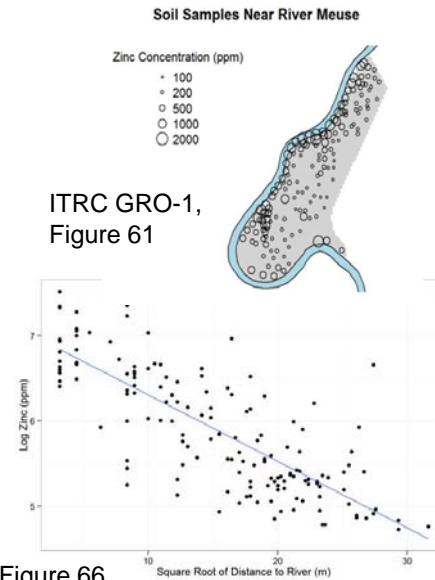 Soil Samples Near River Meuse
Zinc Concentration (ppm)
100
200
500
1000
2000
ITRC GRO-1,
Figure 61
7
6
5
Log Zinc (ppm)
10
20
30
Square Root of Distance to River (m)
Figure 66